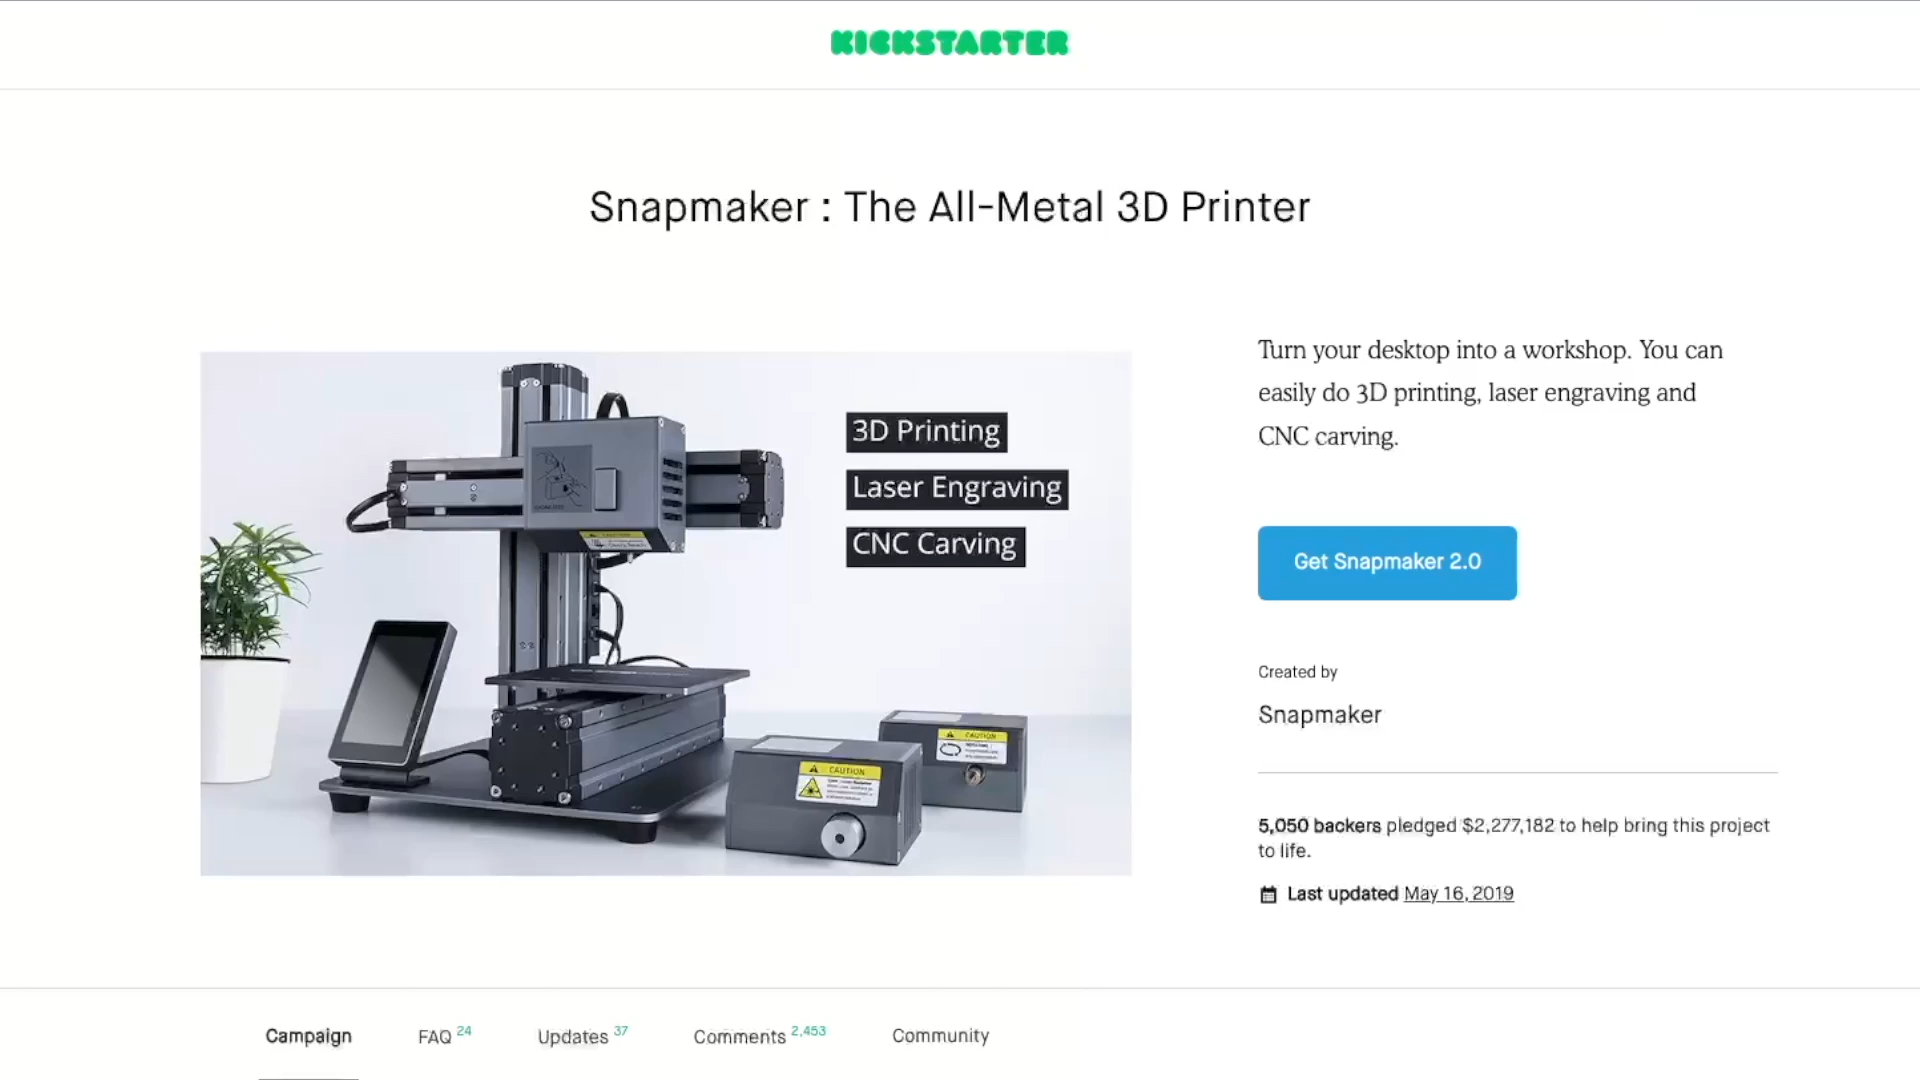 KICKSTARTER
Snapmaker : The All-Metal 3D Printer
Turn your desktop into a workshop. You can
easily do 3D printing, laser engraving and
CNC carving.
3D Printing
Laser Engraving
CNC Carving
Get Snapmaker 2.0
Created by
Snapmaker
CAUTION
CAUTION
CAUTION
5,050 backers pledged $2,277,182 to help bring this project
to life.
Last updated May 16, 2019
Campaign FAQ 24 Updates 37 Comments 2,453 Community